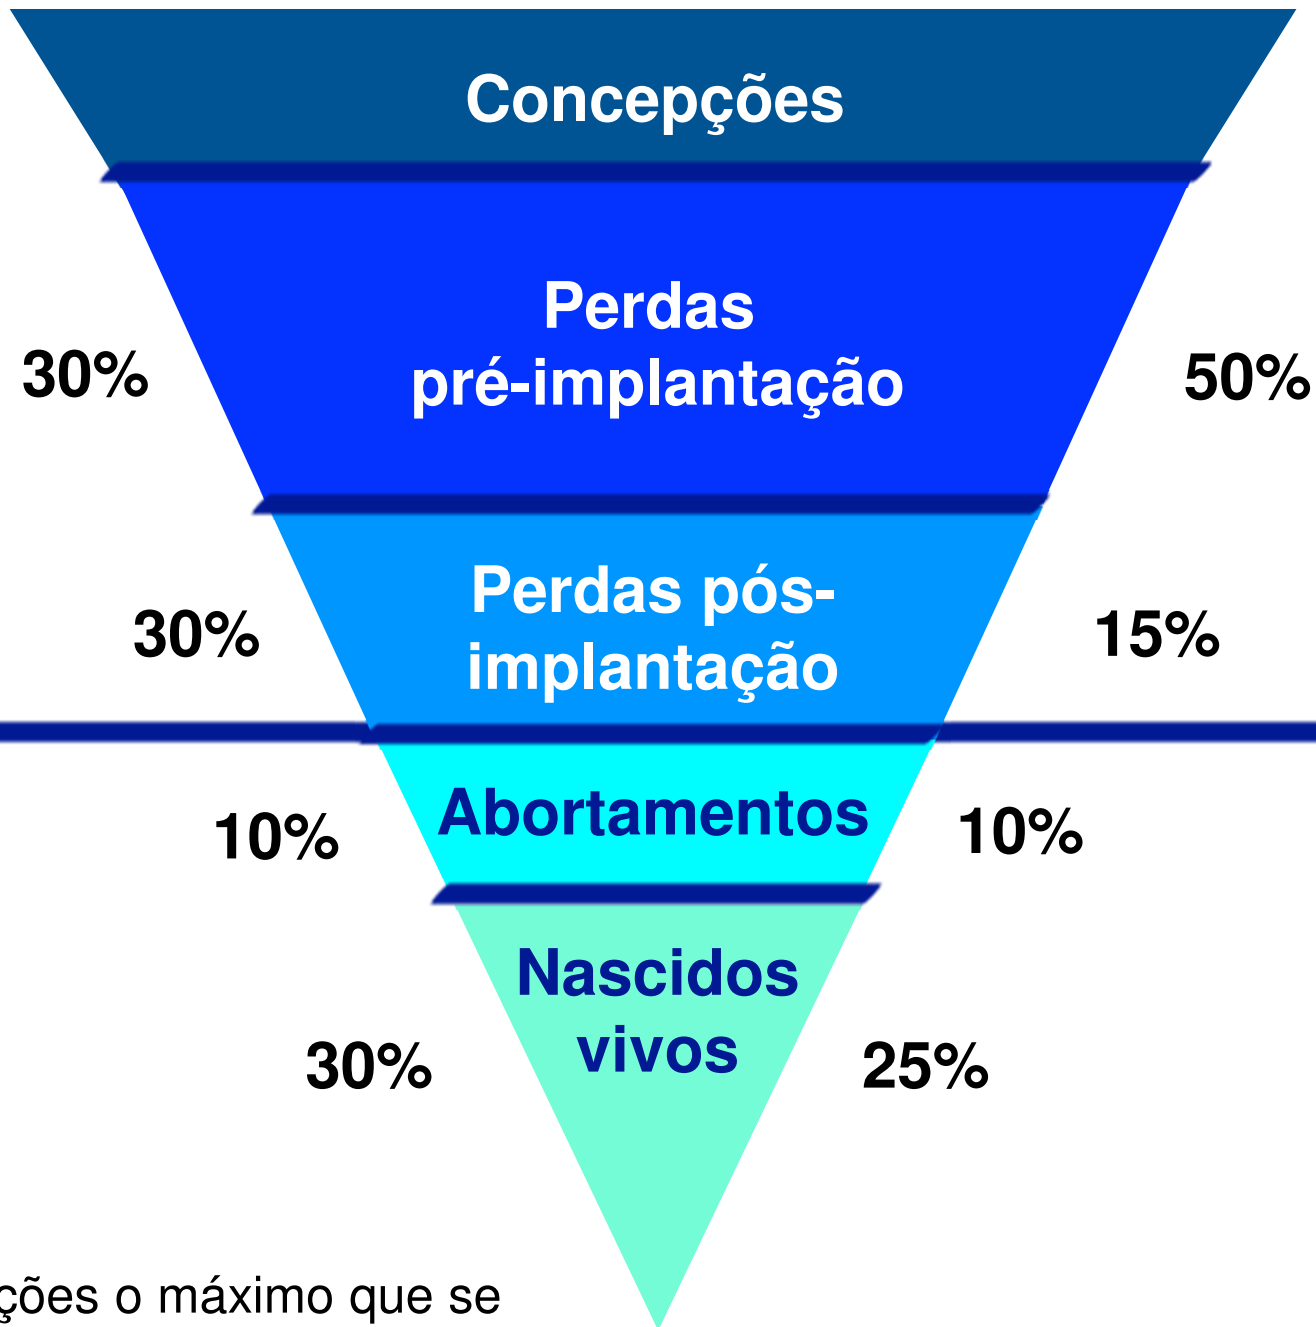 Concepções
Perdas
pré-implantação
30%
50%
Perdas pós-
implantação
30%
15%
Abortamentos
10%
10%
Nascidos
vivos
30%
25%
ções o máximo que se